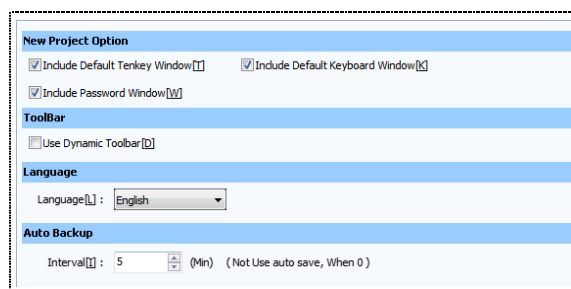 New Project Option
Include Default Tenkey Window[T] Include Default Keyboard Window[K]
Include Password Window[W]
ToolBar
Use Dynamic Toolbar[D]
Language
Language[L] : English
Auto Backup
Interval[I] : 5 (Min) ( Not Use auto save, When 0 )